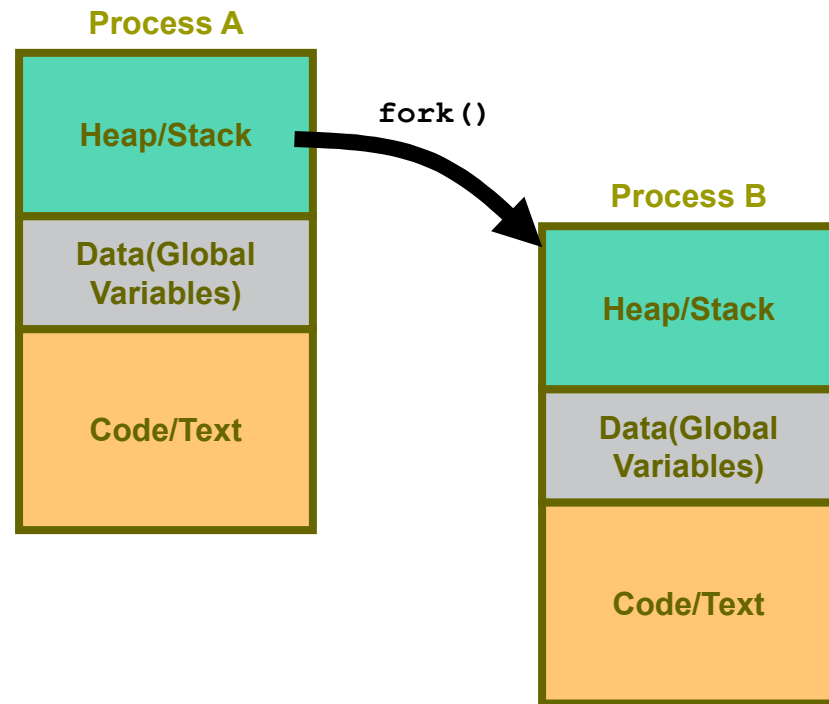 Process A
Heap/Stack
fork()
Data(Global
Variables)
Code/Text
Process B
Heap/Stack
Data(Global
Variables)
Code/Text